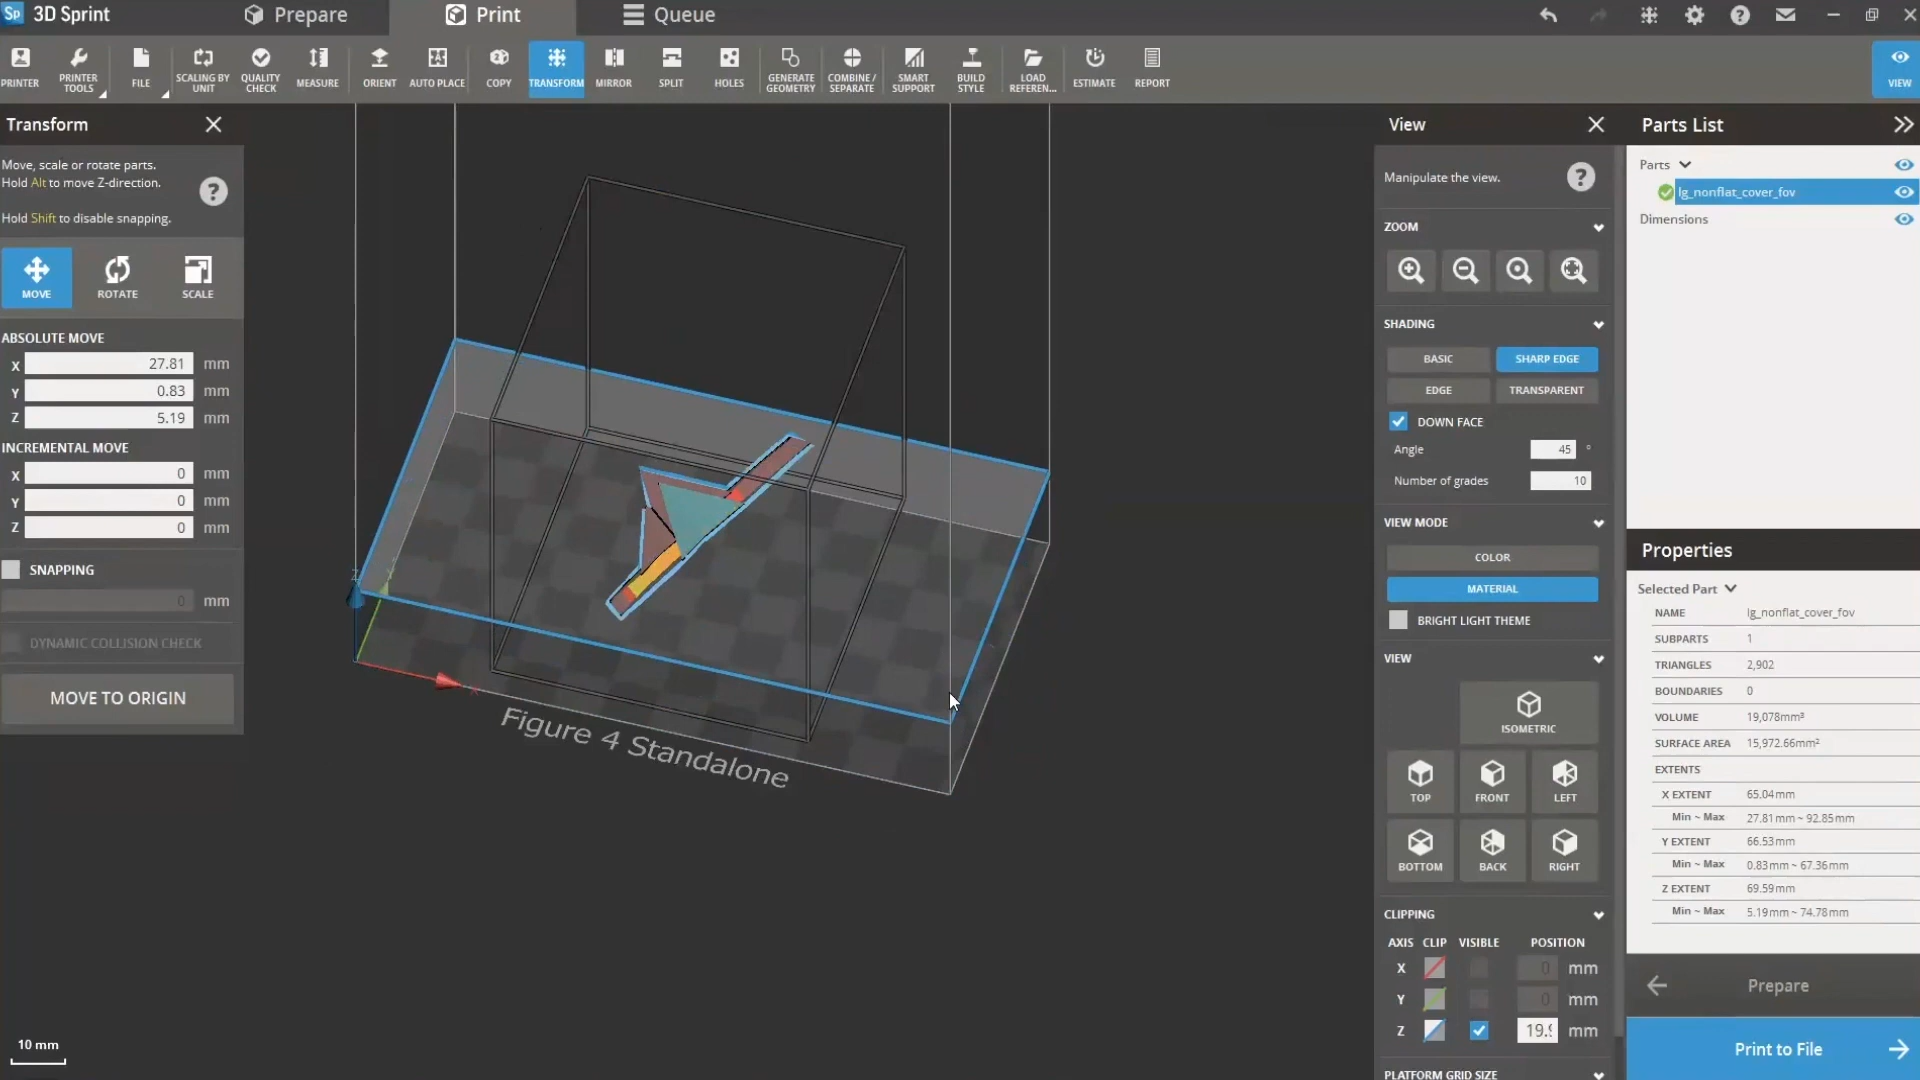 Sp 3D Sprint
Prepare
Print
Queue
PRINTER
PRINTER TOOLS
FILE
SCALING BY UNIT
QUALITY CHECK
MEASURE
ORIENT
AUTO PLACE
COPY
TRANSFORM
MIRROR
SPLIT
HOLES
GENERATE GEOMETRY
COMBINE / SEPARATE
SMART SUPPORT
BUILD STYLE
LOAD REFEREN...
ESTIMATE
REPORT
VIEW
Transform
Move, scale or rotate parts.
Hold Alt to move Z-direction.
Hold Shift to disable snapping.
MOVE
ROTATE
SCALE
ABSOLUTE MOVE
X 27.81 mm
Y 0.83 mm
Z 5.19 mm
INCREMENTAL MOVE
X 0 mm
Y 0 mm
Z 0 mm
SNAPPING
0 mm
DYNAMIC COLLISION CHECK
MOVE TO ORIGIN
Z
Y
X
Figure 4 Standalone
10 mm
View
Manipulate the view.
ZOOM
SHADING
BASIC
SHARP EDGE
EDGE
TRANSPARENT
DOWN FACE
Angle 45 °
Number of grades 10
VIEW MODE
COLOR
MATERIAL
BRIGHT LIGHT THEME
VIEW
ISOMETRIC
TOP
FRONT
LEFT
BOTTOM
BACK
RIGHT
CLIPPING
AXIS CLIP VISIBLE POSITION
X 0 mm
Y 0 mm
Z 19.9 mm
PLATFORM GRID SIZE
Parts List
Parts
lg_nonflat_cover_fov
Dimensions
Properties
Selected Part
NAME lg_nonflat_cover_fov
SUBPARTS 1
TRIANGLES 2,902
BOUNDARIES 0
VOLUME 19,078mm³
SURFACE AREA 15,972.66mm²
EXTENTS
X EXTENT 65.04mm
Min ~ Max 27.81mm ~ 92.85mm
Y EXTENT 66.53mm
Min ~ Max 0.83mm ~ 67.36mm
Z EXTENT 69.59mm
Min ~ Max 5.19mm ~ 74.78mm
Prepare
Print to File